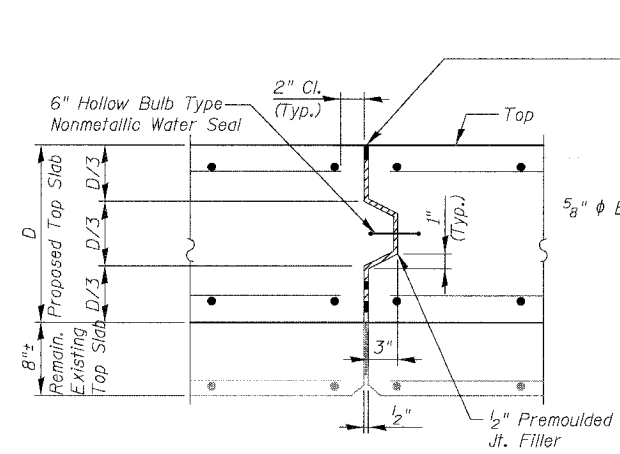 2" Cl.
(Typ.)
6" Hollow Bulb Type
Nonmetallic Water Seal
Top
5/8" ϕ
D
Proposed Top Slab
D/3
D/3
D/3
1"
(Typ.)
8"±
Remain.
Existing
Top Slab
3"
1/2"
1/2" Premoulded
Jt. Filler